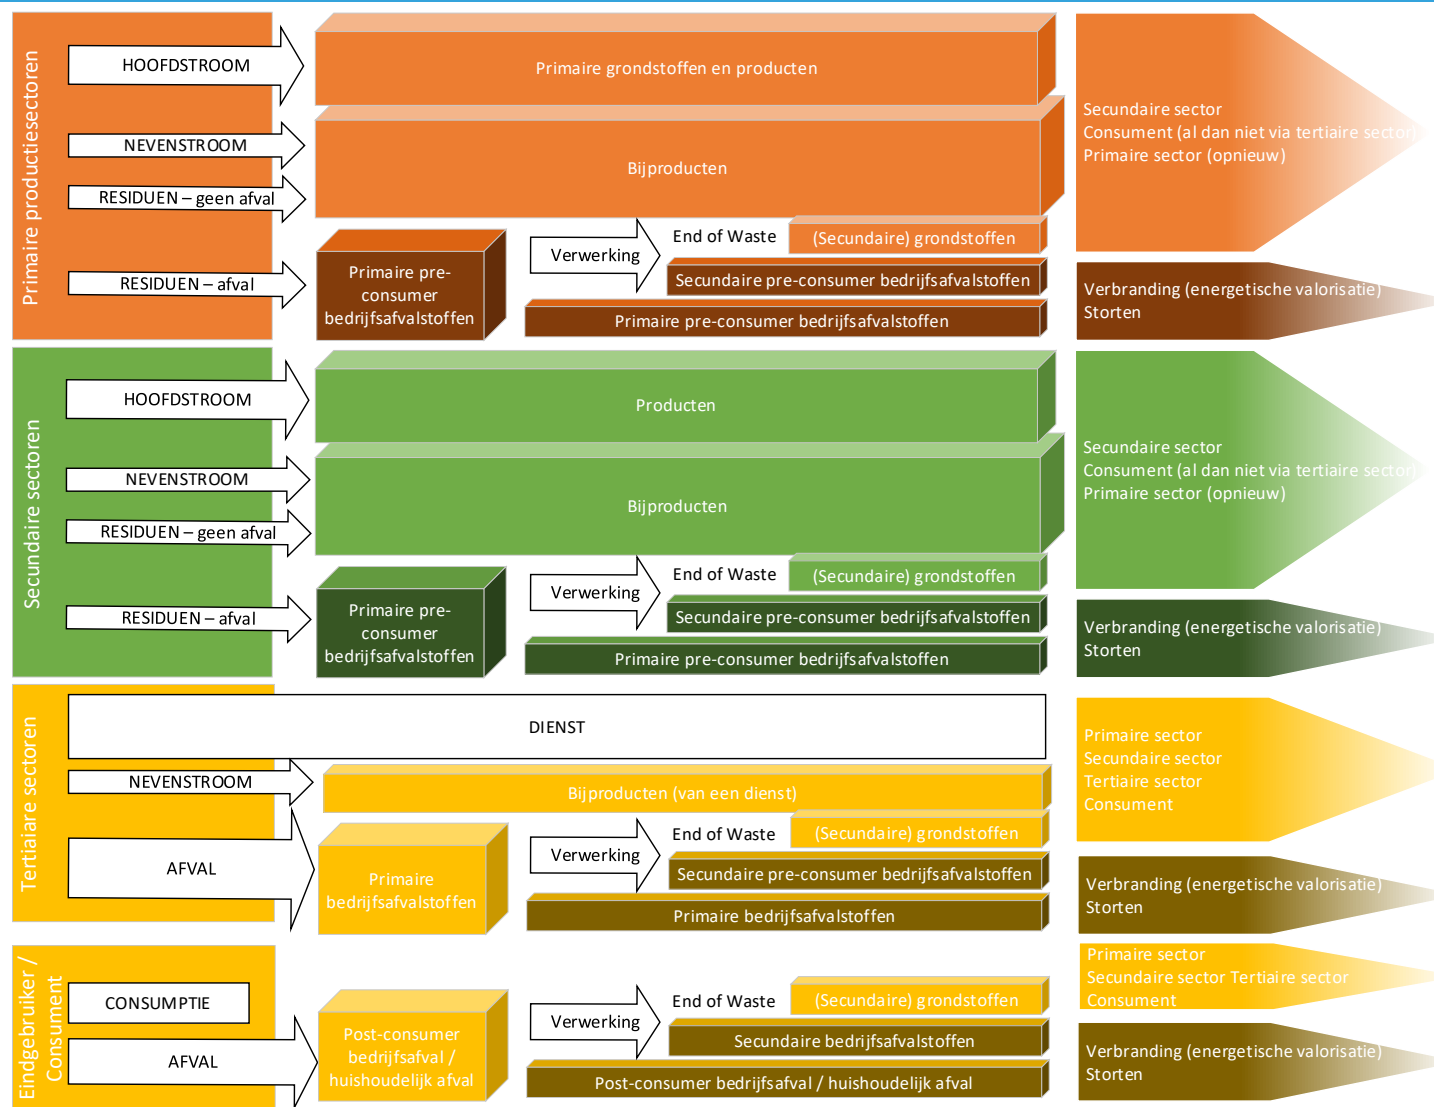 Primaire productiesectoren
HOOFDSTROOM
Primaire grondstoffen en producten
NEVENSTROOM
Bijproducten
RESIDUEN – geen afval
RESIDUEN – afval
Primaire pre-
consumer
bedrijfsafvalstoffen
Verwerking
End of Waste
(Secundaire) grondstoffen
Secundaire pre-consumer bedrijfsafvalstoffen
Primaire pre-consumer bedrijfsafvalstoffen
Secundaire sector
Consument (al dan niet via tertiaire sector)
Primaire sector (opnieuw)
Verbranding (energetische valorisatie)
Storten
Secundaire sectoren
HOOFDSTROOM
Producten
NEVENSTROOM
Bijproducten
RESIDUEN – geen afval
RESIDUEN – afval
Primaire pre-
consumer
bedrijfsafvalstoffen
Verwerking
End of Waste
(Secundaire) grondstoffen
Secundaire pre-consumer bedrijfsafvalstoffen
Primaire pre-consumer bedrijfsafvalstoffen
Secundaire sector
Consument (al dan niet via tertiaire sector)
Primaire sector (opnieuw)
Verbranding (energetische valorisatie)
Storten
Tertiaiare sectoren
DIENST
NEVENSTROOM
Bijproducten (van een dienst)
AFVAL
Primaire
bedrijfsafvalstoffen
Verwerking
End of Waste
(Secundaire) grondstoffen
Secundaire pre-consumer bedrijfsafvalstoffen
Primaire bedrijfsafvalstoffen
Primaire sector
Secundaire sector
Tertiaire sector
Consument
Verbranding (energetische valorisatie)
Storten
Eindgebruiker /
Consument
CONSUMPTIE
AFVAL
Post-consumer
bedrijfsafval /
huishoudelijk afval
Verwerking
End of Waste
(Secundaire) grondstoffen
Secundaire bedrijfsafvalstoffen
Post-consumer bedrijfsafval / huishoudelijk afval
Primaire sector
Secundaire sector Tertiaire sector
Consument
Verbranding (energetische valorisatie)
Storten